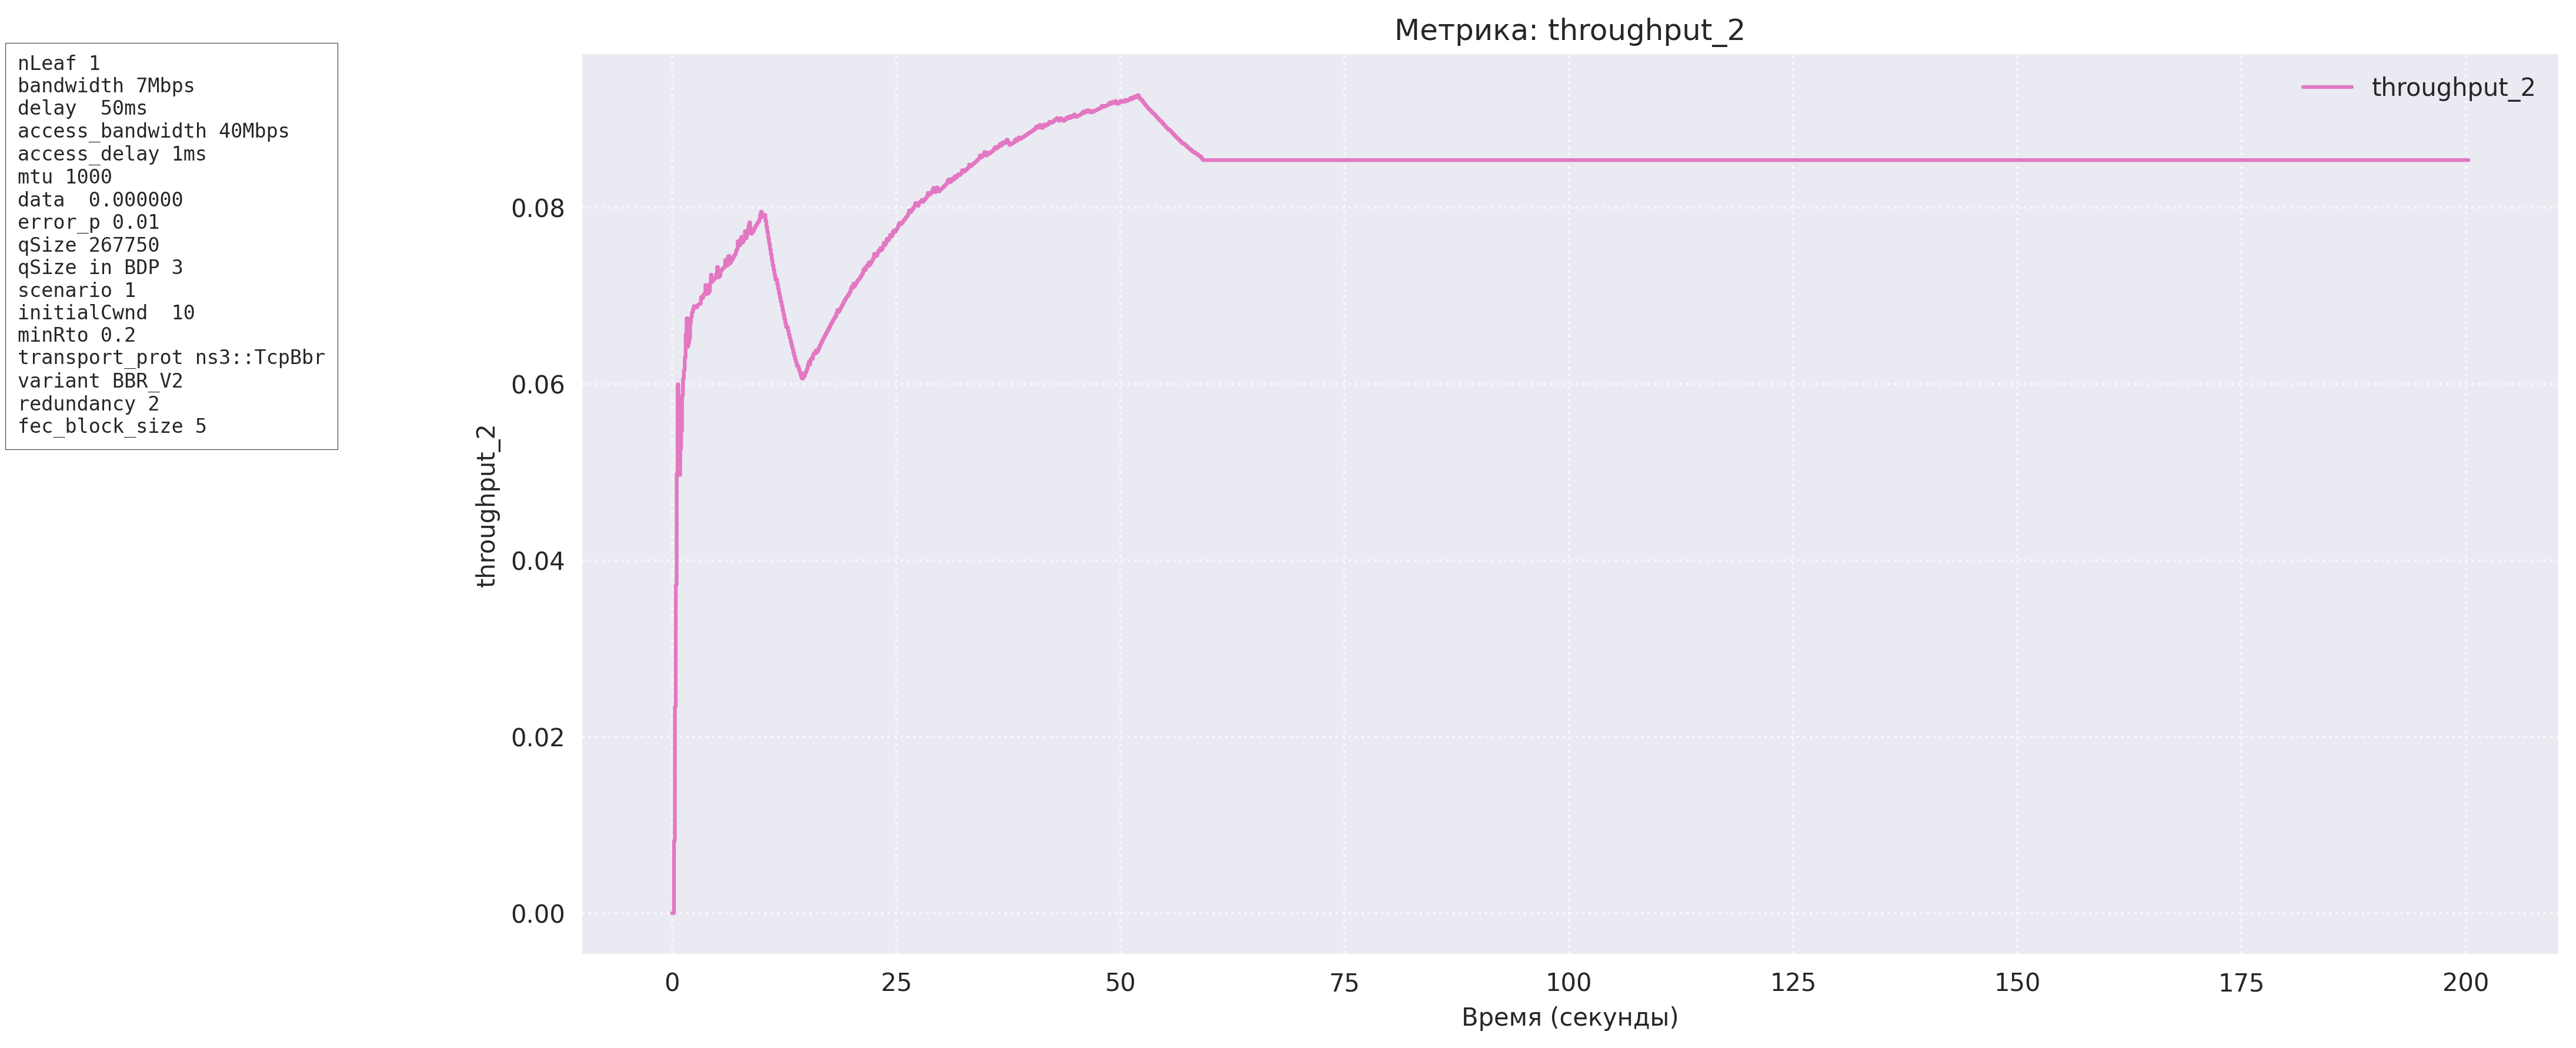 Метрика: throughput_2
nLeaf 1
bandwidth 7Mbps
delay  50ms
access_bandwidth 40Mbps
access_delay 1ms
mtu 1000
data  0.000000
error_p 0.01
qSize 267750
qSize in BDP 3
scenario 1
initialCwnd  10
minRto 0.2
transport_prot ns3::TcpBbr
variant BBR_V2
redundancy 2
fec_block_size 5
throughput_2
throughput_2
0.08
0.06
0.04
0.02
0.00
0 25 50 75 100 125 150 175 200
Время (секунды)